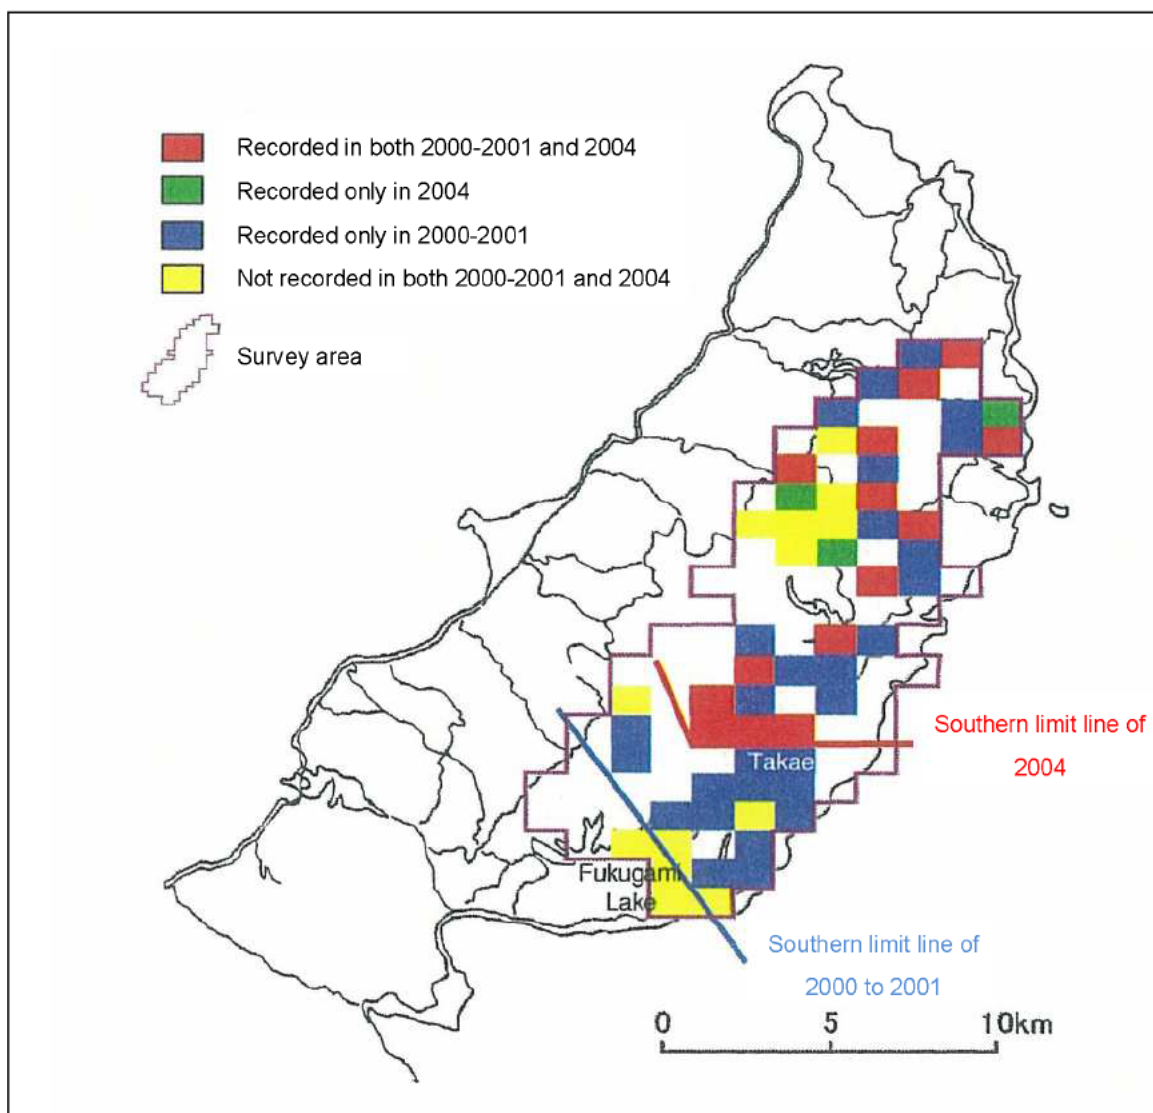 Recorded in both 2000-2001 and 2004
Recorded only in 2004
Recorded only in 2000-2001
Not recorded in both 2000-2001 and 2004
Survey area
Southern limit line of
2004
Takae
Fukugami
Lake
Southern limit line of
2000 to 2001
0 5 10km